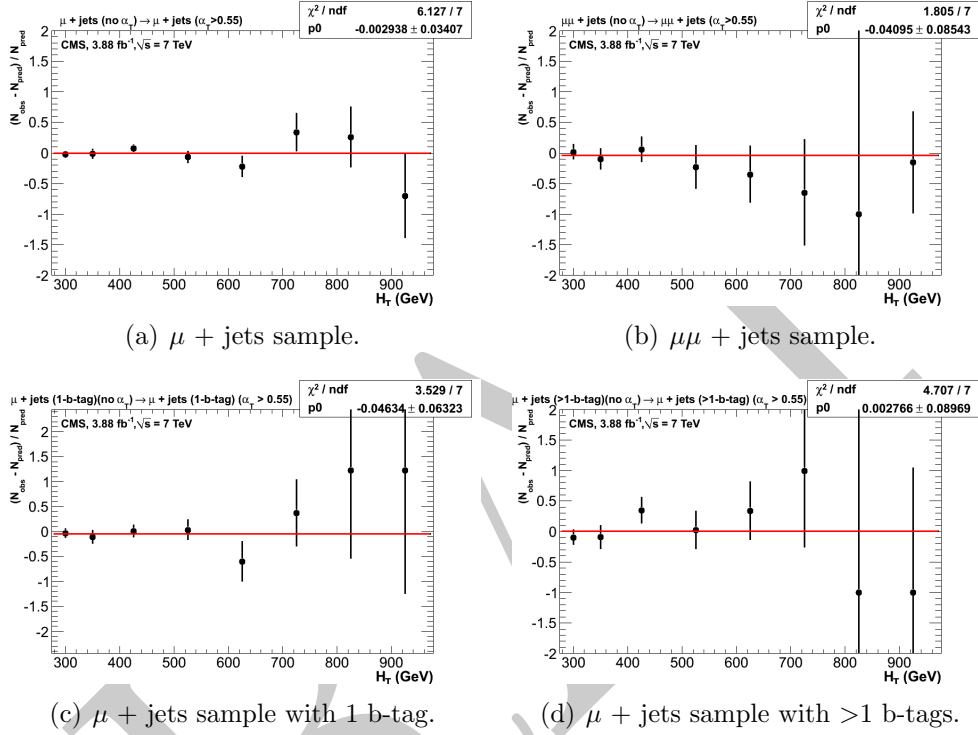 μ + jets (no α_T) → μ + jets (α_T>0.55)
χ² / ndf 6.127 / 7
p0 -0.002938 ± 0.03407
CMS, 3.88 fb⁻¹,√s = 7 TeV
(N_obs - N_pred) / N_pred
2
1.5
1
0.5
0
-0.5
-1
-1.5
-2
300 400 500 600 700 800 900
H_T (GeV)
(a) μ + jets sample.
μμ + jets (no α_T) → μμ + jets (α_T>0.55)
χ² / ndf 1.805 / 7
p0 -0.04095 ± 0.08543
CMS, 3.88 fb⁻¹,√s = 7 TeV
(N_obs - N_pred) / N_pred
2
1.5
1
0.5
0
-0.5
-1
-1.5
-2
300 400 500 600 700 800 900
H_T (GeV)
(b) μμ + jets sample.
μ + jets (1-b-tag)(no α_T) → μ + jets (1-b-tag) (α_T > 0.55)
χ² / ndf 3.529 / 7
p0 -0.04634 ± 0.06323
CMS, 3.88 fb⁻¹,√s = 7 TeV
(N_obs - N_pred) / N_pred
2
1.5
1
0.5
0
-0.5
-1
-1.5
-2
300 400 500 600 700 800 900
H_T (GeV)
(c) μ + jets sample with 1 b-tag.
μ + jets (>1-b-tag)(no α_T) → μ + jets (>1-b-tag) (α_T > 0.55)
χ² / ndf 4.707 / 7
p0 0.002766 ± 0.08969
CMS, 3.88 fb⁻¹,√s = 7 TeV
(N_obs - N_pred) / N_pred
2
1.5
1
0.5
0
-0.5
-1
-1.5
-2
300 400 500 600 700 800 900
H_T (GeV)
(d) μ + jets sample with >1 b-tags.